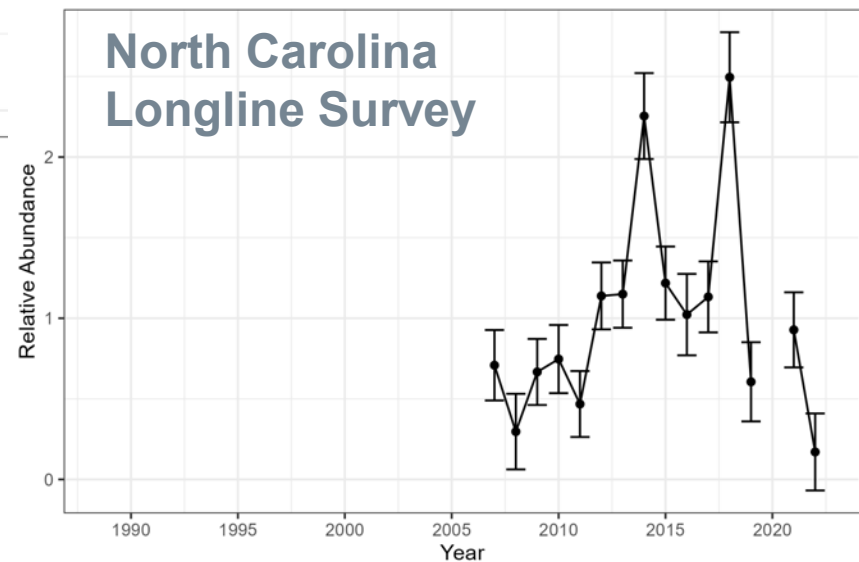 North Carolina
Longline Survey
Relative Abundance
2
1
0
1990 1995 2000 2005 2010 2015 2020
Year